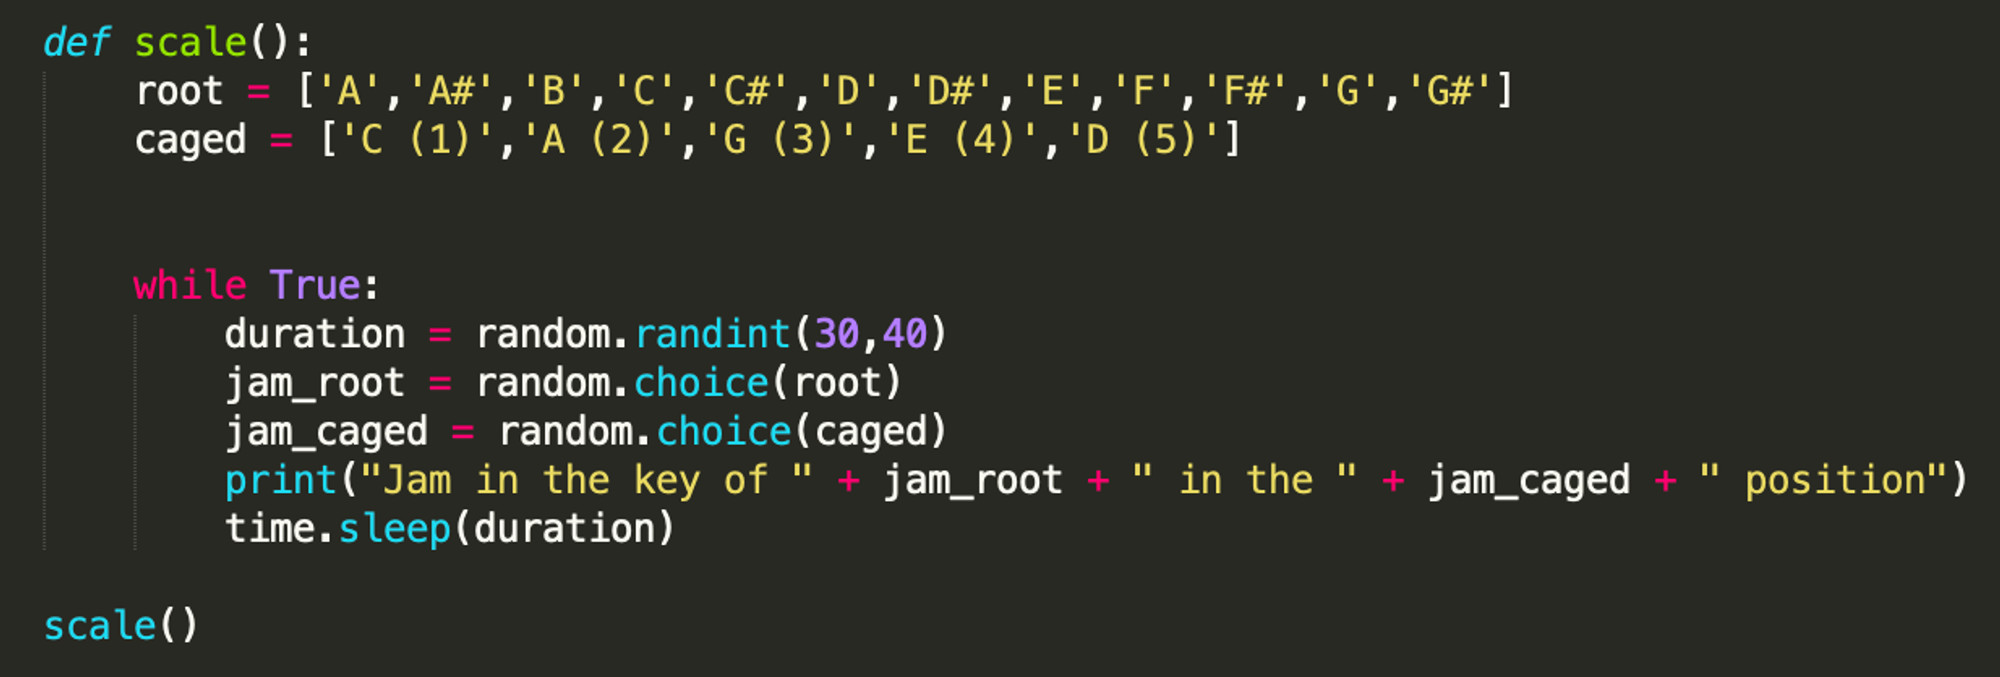 def scale():
    root = ['A','A#','B','C','C#','D','D#','E','F','F#','G','G#']
    caged = ['C (1)','A (2)','G (3)','E (4)','D (5)']
    while True:
        duration = random.randint(30,40)
        jam_root = random.choice(root)
        jam_caged = random.choice(caged)
        print("Jam in the key of " + jam_root + " in the " + jam_caged + " position")
        time.sleep(duration)
scale()